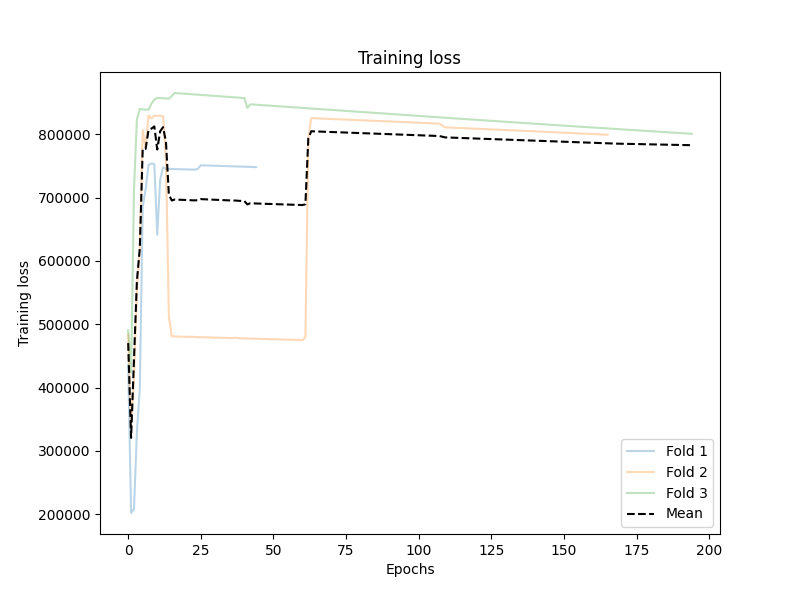 Training loss
Training loss
800000
700000
600000
500000
400000
300000
200000
0 25 50 75 100 125 150 175 200
Epochs
Fold 1
Fold 2
Fold 3
Mean